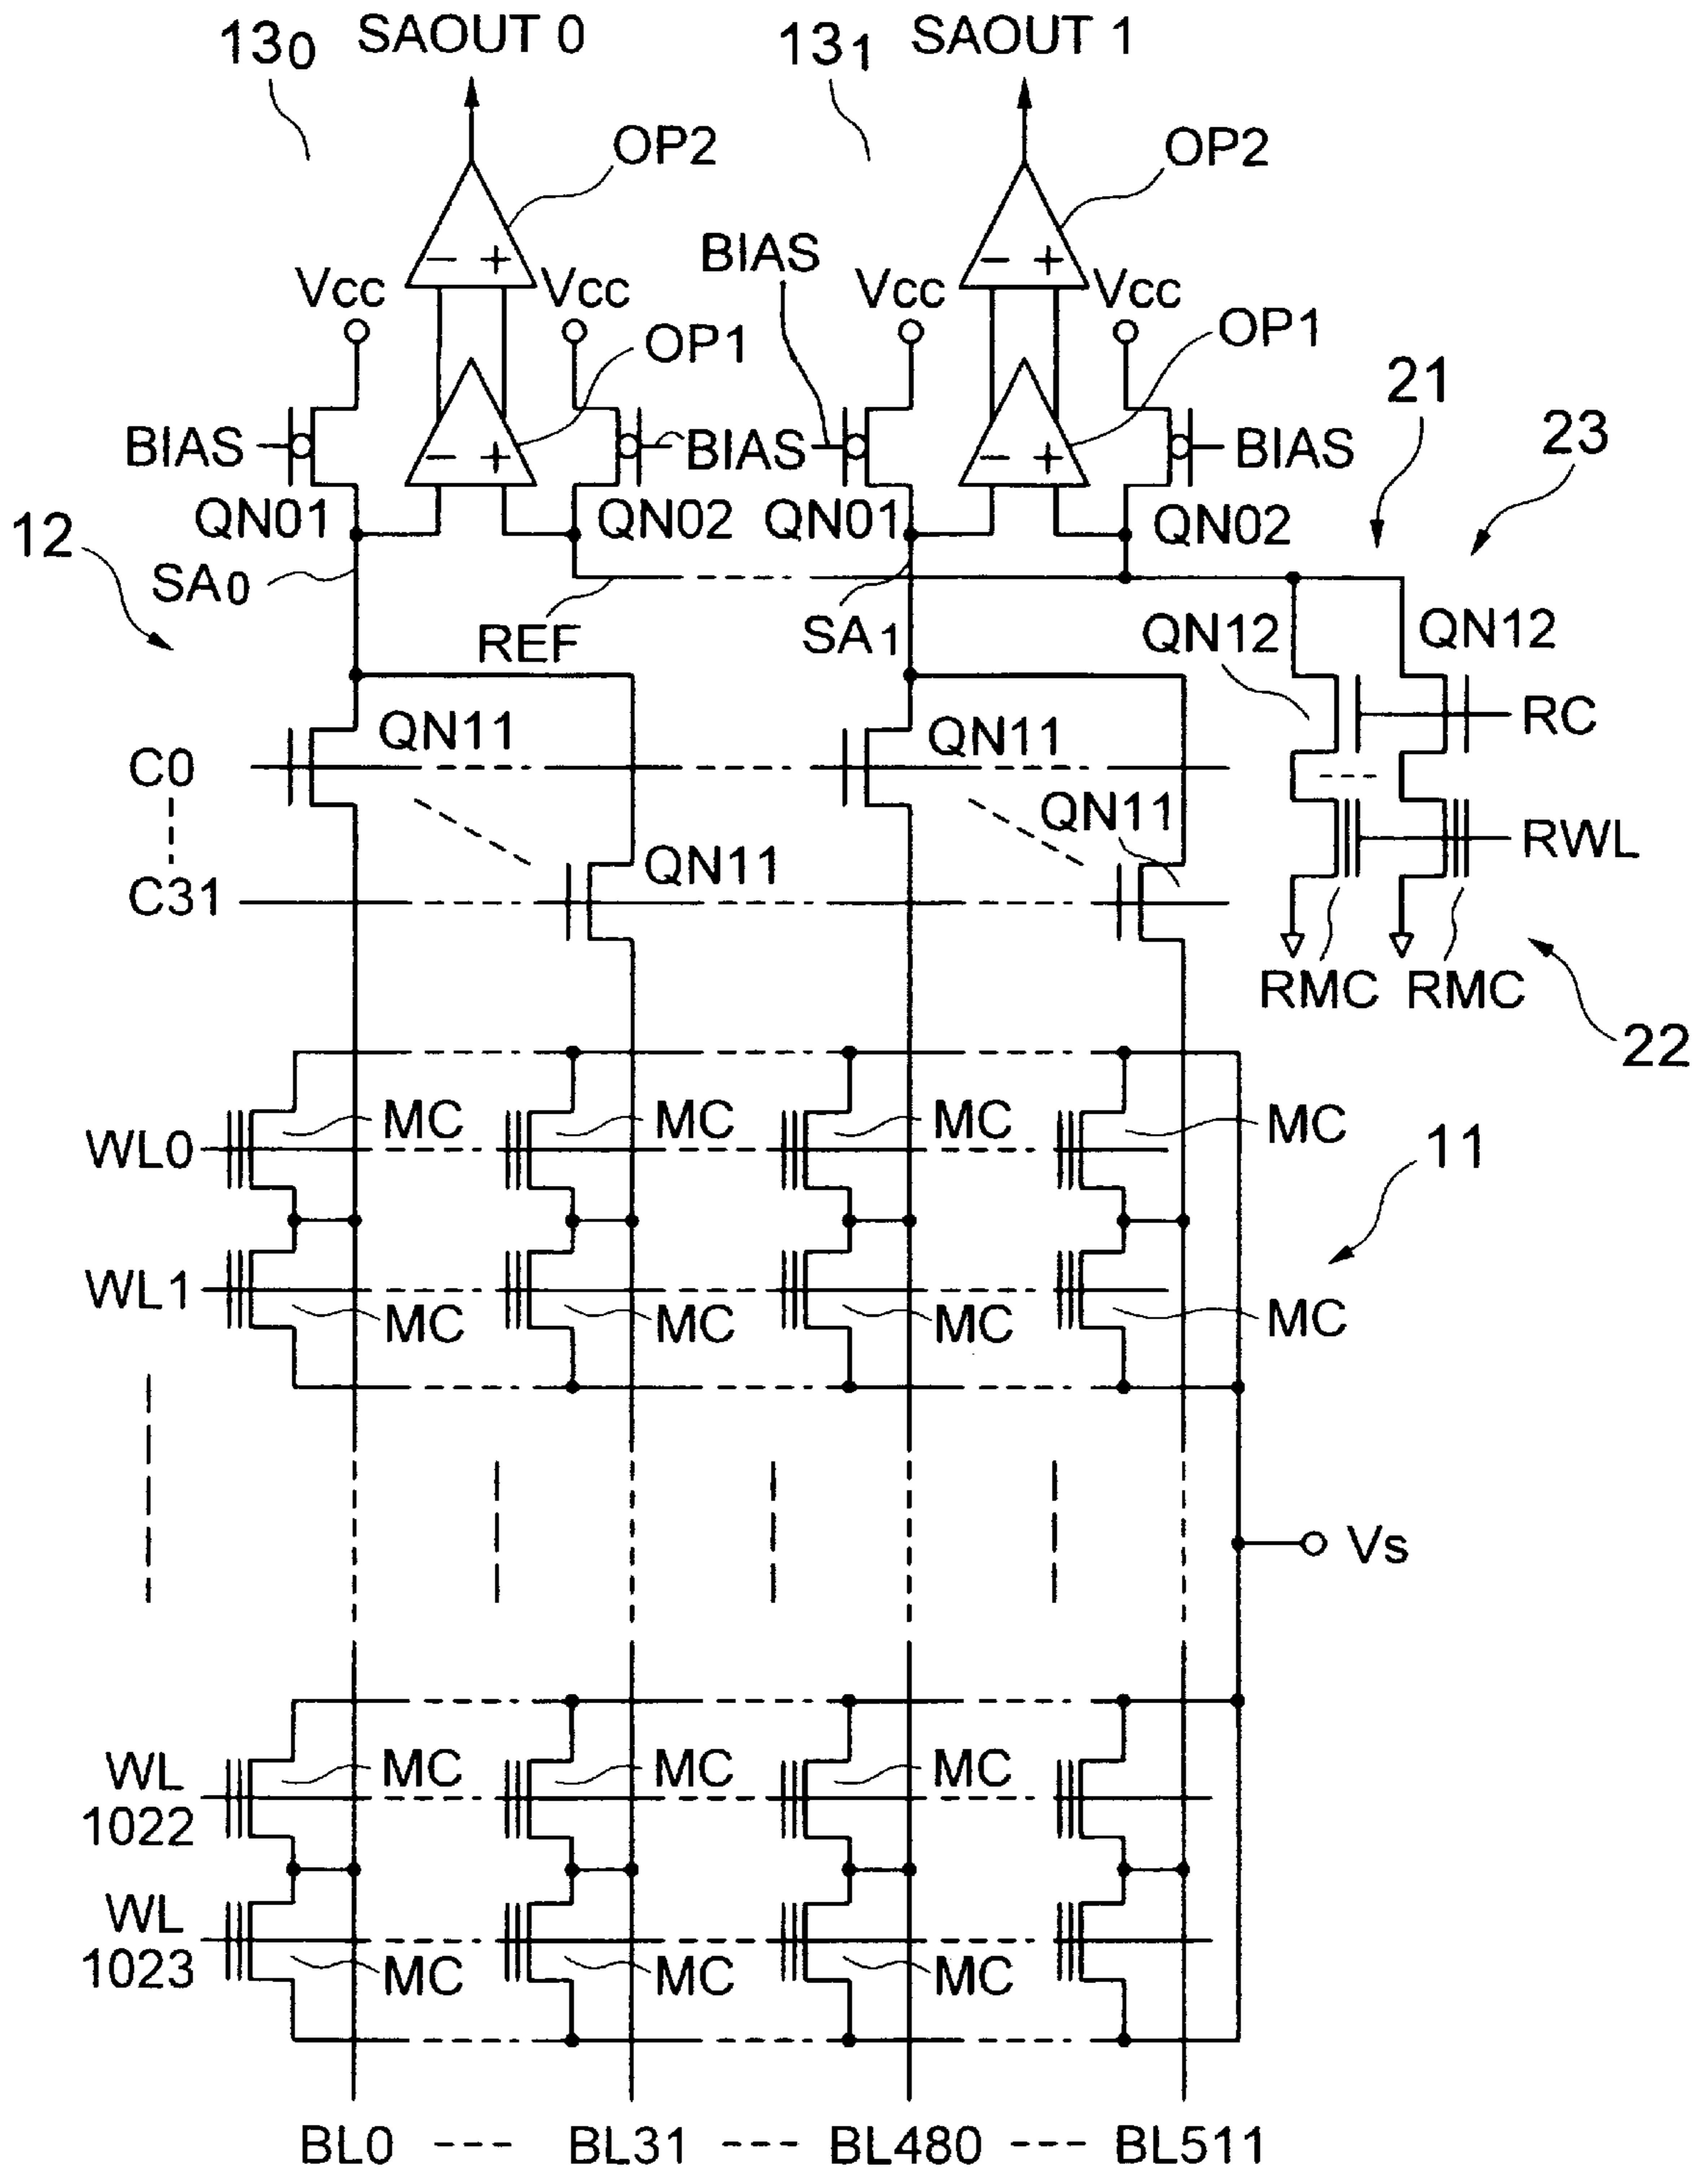 13₀ SAOUT 0 13₁ SAOUT 1
OP2 OP2
BIAS
Vcc Vcc Vcc Vcc
OP1 OP1
21
23
BIAS BIAS BIAS
− + − +
− + − +
QN01 QN02 QN01 QN02
12
SA₀ REF SA₁ QN12 QN12
QN11 QN11 RC
C0
QN11
RWL
QN11
C31
RMC RMC
22
WL0 MC MC MC MC
11
WL1 MC MC MC MC
Vs
WL MC MC MC
1022
WL
1023 MC MC MC
BL0 --- BL31 --- BL480 --- BL511